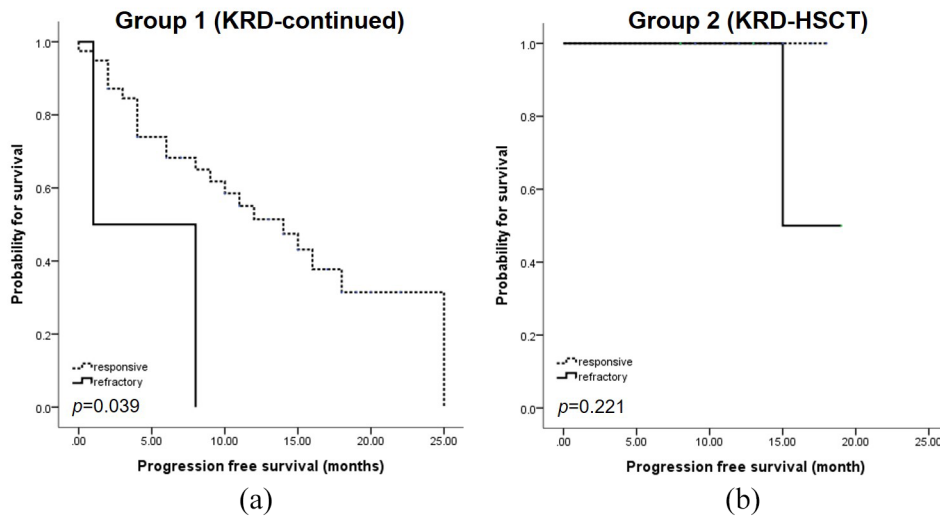 Group 1 (KRD-continued)
1.0
0.8
0.6
0.4
0.2
0.0
Probability for survival
responsive
refractory
p=0.039
.00 5.00 10.00 15.00 20.00 25.00
Progression free survival (months)
(a)
Group 2 (KRD-HSCT)
1.0
0.8
0.6
0.4
0.2
0.0
Probability for survival
responsive
refractory
p=0.221
.00 5.00 10.00 15.00 20.00 25.00
Progression free survival (month)
(b)